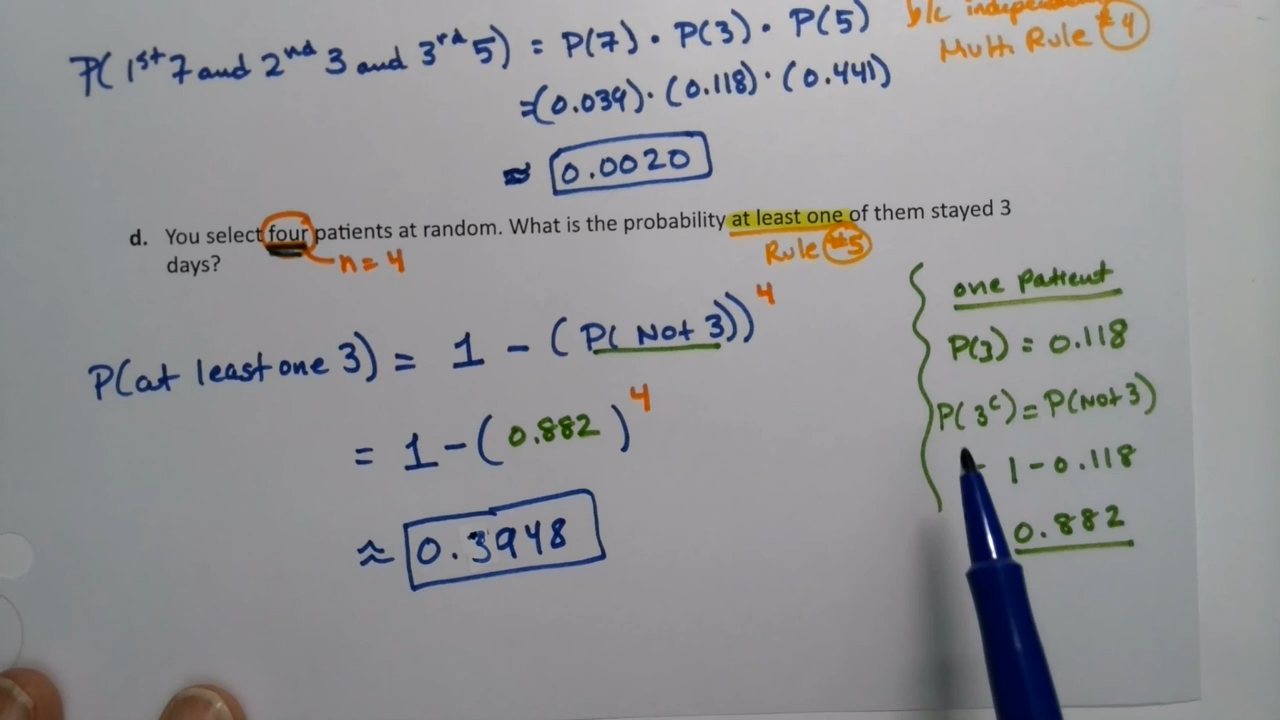 P(1st 7 and 2nd 3 and 3rd 5) = P(7) · P(3) · P(5) b/c
Multi Rule #4
=(0.039)·(0.118)·(0.441)
≈ 0.0020
d. You select four patients at random. What is the probability at least one of them stayed 3
days?
n=4
Rule #5
P(at least one 3) = 1 - (P(Not 3))^4
= 1-(0.882)^4
≈ 0.3948
one patient
P(3) = 0.118
P(3^c)=P(Not 3)
1-0.118
0.882